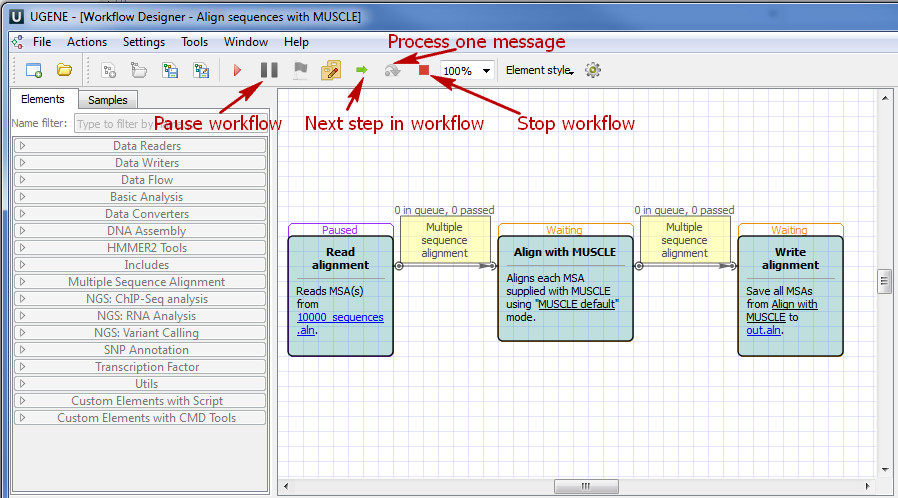 UGENE - [Workflow Designer - Align sequences with MUSCLE]
File Actions Settings Tools Window Help
Process one message
100% Element style
Pause workflow Next step in workflow Stop workflow
Elements Samples
Name filter: Type to filter by
Data Readers
Data Writers
Data Flow
Basic Analysis
Data Converters
DNA Assembly
HMMER2 Tools
Includes
Multiple Sequence Alignment
NGS: ChIP-Seq analysis
NGS: RNA Analysis
NGS: Variant Calling
SNP Annotation
Transcription Factor
Utils
Custom Elements with Script
Custom Elements with CMD Tools
Paused
Read
alignment
Reads MSA(s)
from
10000_sequences
.aln.
0 in queue, 0 passed
Multiple
sequence
alignment
Waiting
Align with MUSCLE
Aligns each MSA
supplied with MUSCLE
using "MUSCLE default"
mode.
0 in queue, 0 passed
Multiple
sequence
alignment
Waiting
Write
alignment
Save all MSAs
from Align with
MUSCLE to
out.aln.